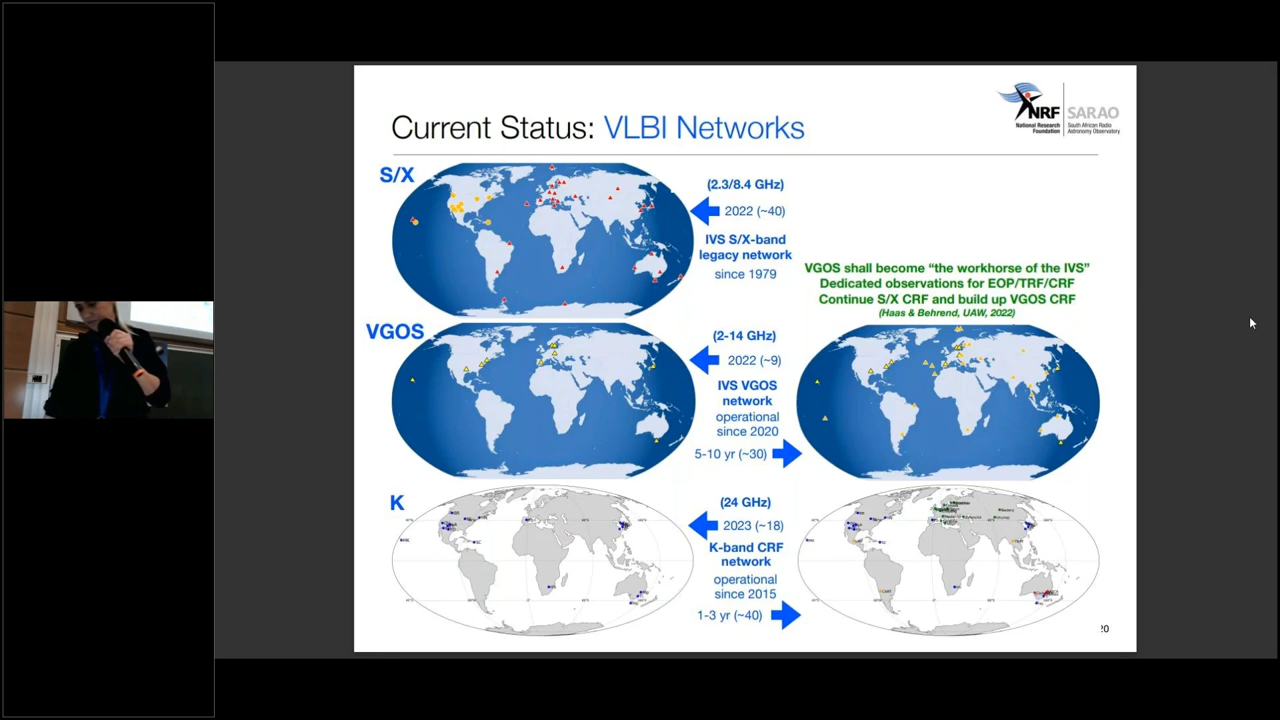 Current Status: VLBI Networks
NRF
National Research
Foundation
SARAO
South African Radio
Astronomy Observatory
S/X
(2.3/8.4 GHz)
2022 (~40)
IVS S/X-band
legacy network
since 1979
VGOS shall become “the workhorse of the IVS”
Dedicated observations for EOP/TRF/CRF
Continue S/X CRF and build up VGOS CRF
(Haas & Behrend, UAW, 2022)
VGOS
(2-14 GHz)
2022 (~9)
IVS VGOS
network
operational
since 2020
5-10 yr (~30)
K
(24 GHz)
2023 (~18)
K-band CRF
network
operational
since 2015
1-3 yr (~40)
20